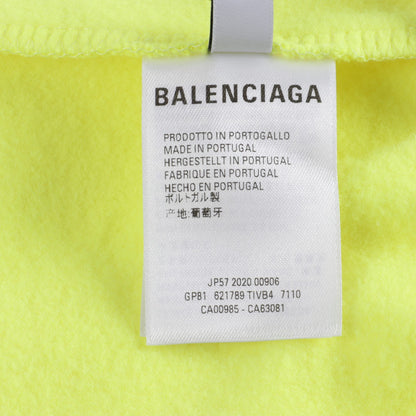 BALENCIAGA
PRODOTTO IN PORTOGALLO
MADE IN PORTUGAL
HERGESTELLT IN PORTUGAL
FABRIQUE EN PORTUGAL
HECHO EN PORTUGAL
ポルトガル製
产地:葡萄牙
JP57 2020 00906
GP81 621789 TIVB4 7110
CA00985 - CA63081